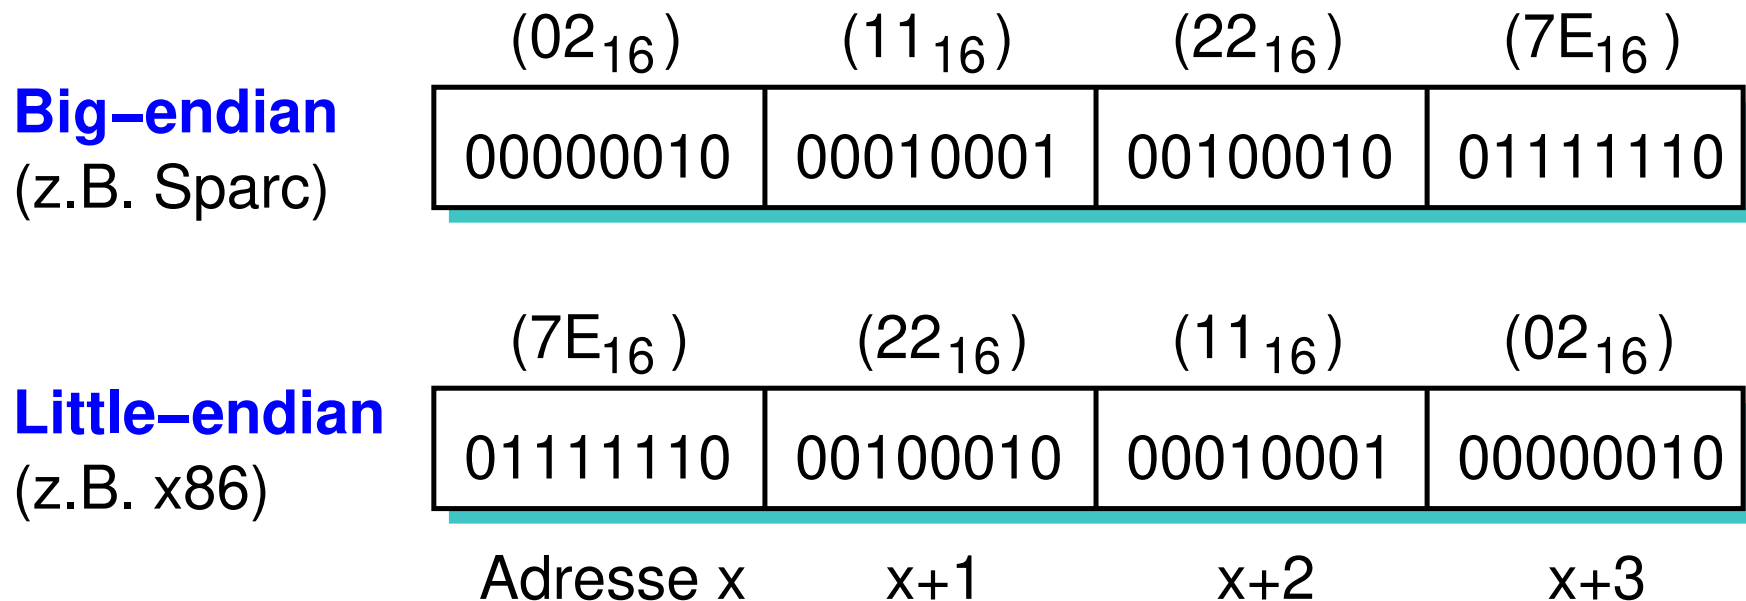 (02₁₆) (11₁₆) (22₁₆) (7E₁₆)
Big–endian
00000010 00010001 00100010 01111110
(z.B. Sparc)
(7E₁₆) (22₁₆) (11₁₆) (02₁₆)
Little–endian
01111110 00100010 00010001 00000010
(z.B. x86)
Adresse x x+1 x+2 x+3